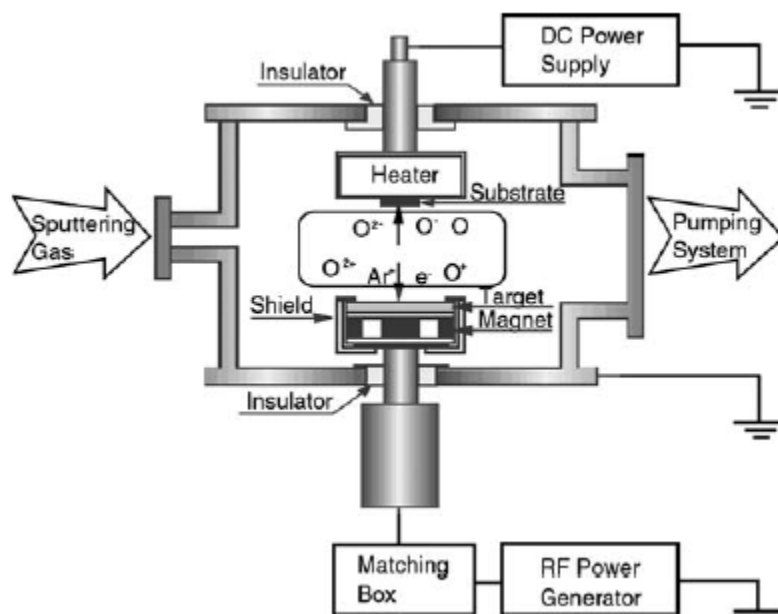 DC Power
Supply
Insulator
Heater
Substrate
Sputtering
Gas
Pumping
System
O²⁻ O⁻ O
O²⁺ Ar⁺ e⁻ O⁺
Shield
Target
Magnet
Insulator
Matching
Box
RF Power
Generator